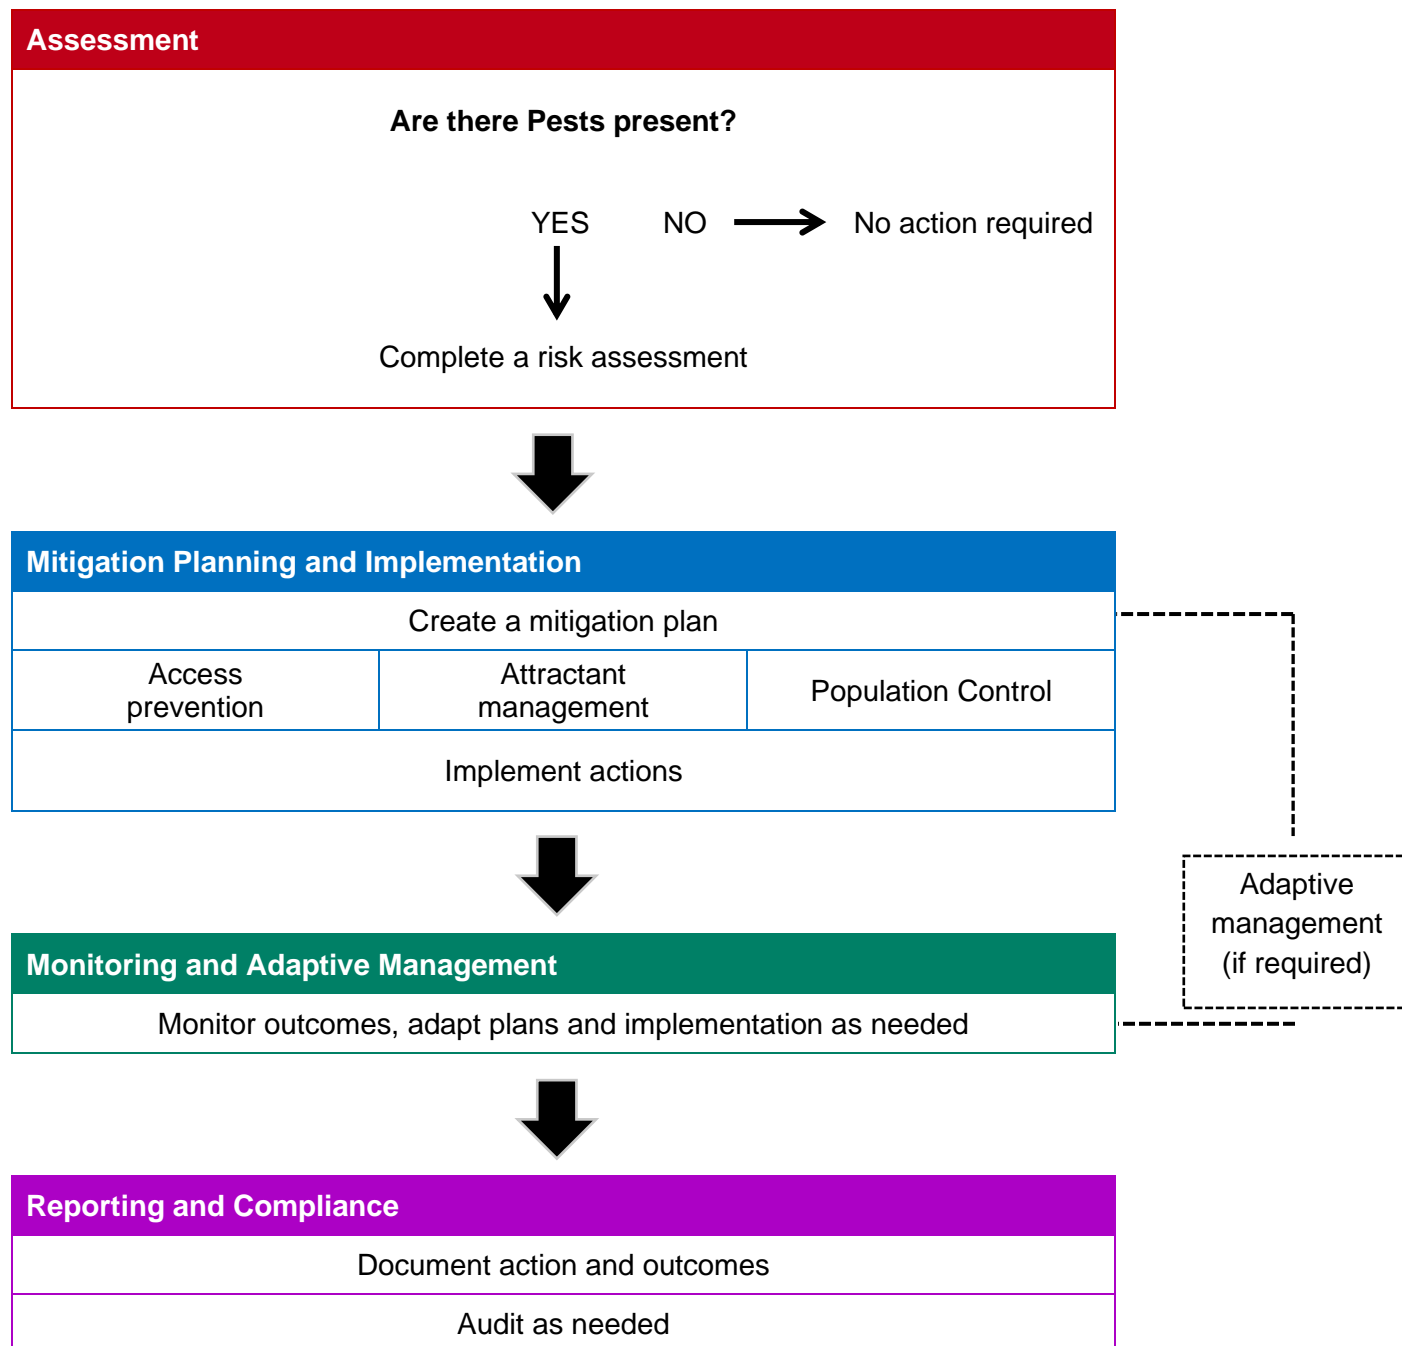 Assessment
Are there Pests present?
YES NO No action required
Complete a risk assessment
Mitigation Planning and Implementation
Create a mitigation plan
Access
prevention
Attractant
management
Population Control
Implement actions
Adaptive
management
(if required)
Monitoring and Adaptive Management
Monitor outcomes, adapt plans and implementation as needed
Reporting and Compliance
Document action and outcomes
Audit as needed